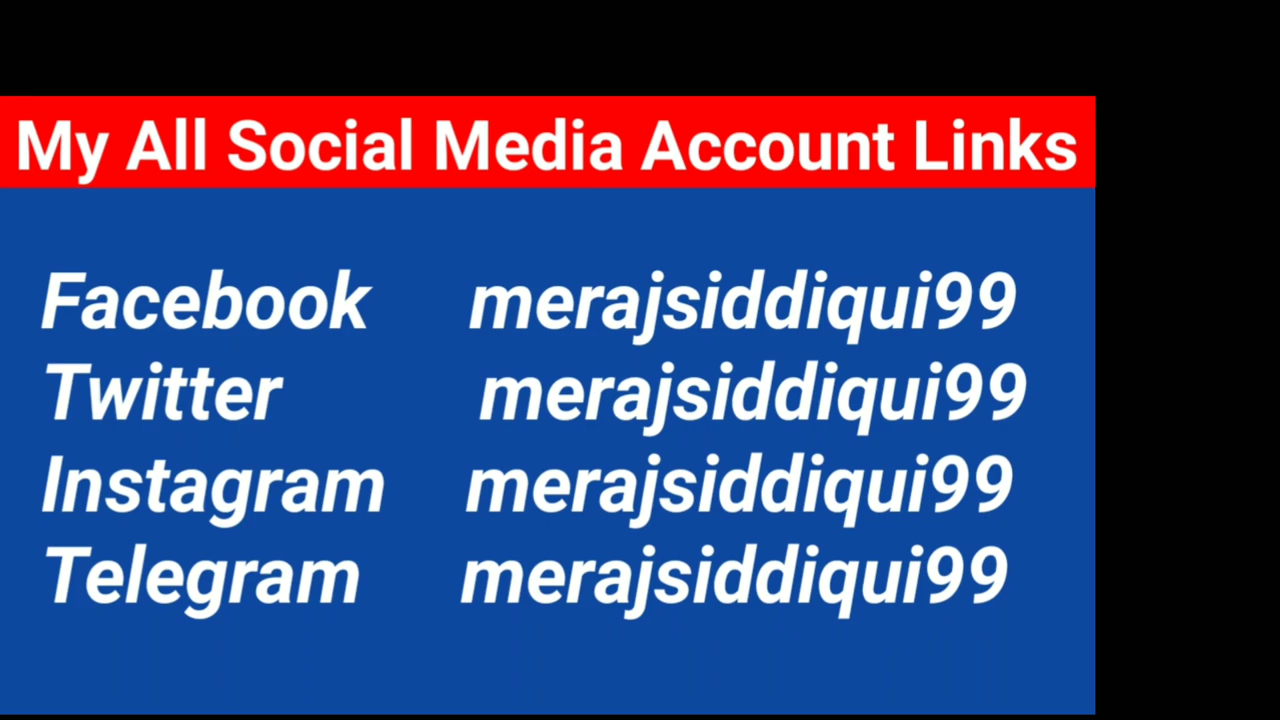 My All Social Media Account Links
Facebook merajsiddiqui99
Twitter merajsiddiqui99
Instagram merajsiddiqui99
Telegram merajsiddiqui99